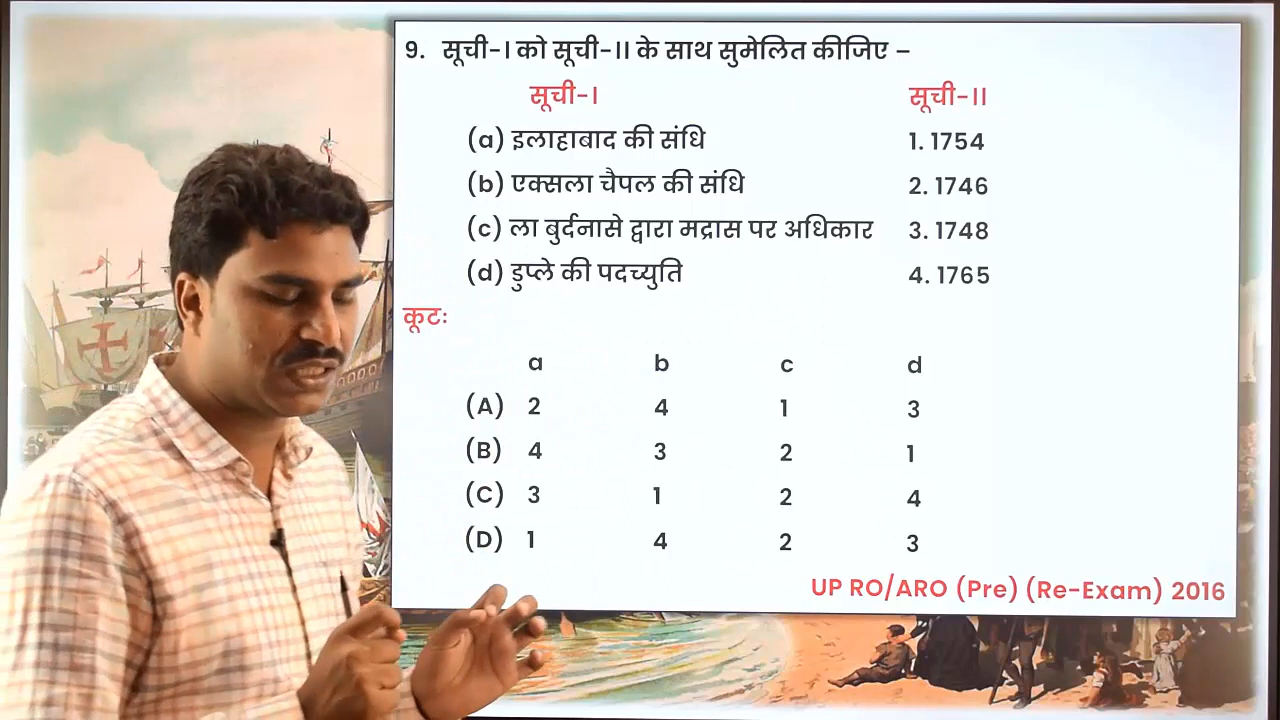 9. सूची-I को सूची-II के साथ सुमेलित कीजिए –
सूची-I सूची-II
(a) इलाहाबाद की संधि 1. 1754
(b) एक्सला चैपल की संधि 2. 1746
(c) ला बुर्दनासे द्वारा मद्रास पर अधिकार 3. 1748
(d) डुप्ले की पदच्युति 4. 1765
कूटः
a b c d
(A) 2 4 1 3
(B) 4 3 2 1
(C) 3 1 2 4
(D) 1 4 2 3
UP RO/ARO (Pre) (Re-Exam) 2016